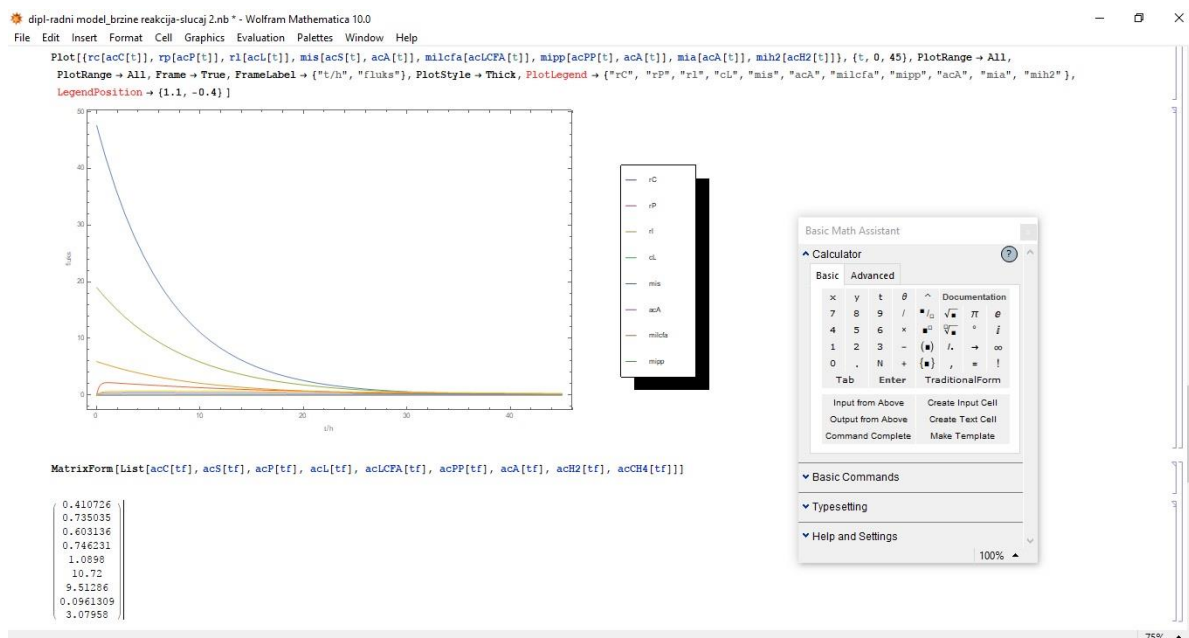 dipl-radni model_brzine reakcija-slucaj 2.nb * - Wolfram Mathematica 10.0
File Edit Insert Format Cell Graphics Evaluation Palettes Window Help
Plot[{rc[acC[t]], rp[acP[t]], rl[acL[t]], mis[acS[t], acA[t]], milcfa[acLCFA[t]], mipp[acPP[t], acA[t]], mia[acA[t]], mih2[acH2[t]]}, {t, 0, 45}, PlotRange → All,
PlotRange → All, Frame → True, FrameLabel → {"t/h", "fluks"}, PlotStyle → Thick, PlotLegend → {"rC", "rP", "rl", "cL", "mis", "acA", "milcfa", "mipp", "acA", "mia", "mih2" },
LegendPosition → {1.1, -0.4} ]
50
40
30
20
10
0
fluks
0 10 20 30 40
t/h
rC
rP
rl
cL
mis
acA
milcfa
mipp
MatrixForm[List[acC[tf], acS[tf], acP[tf], acL[tf], acLCFA[tf], acPP[tf], acA[tf], acH2[tf], acCH4[tf]]]
0.410726
0.735035
0.603136
0.746231
1.0898
10.72
9.51286
0.0961309
3.07958
Basic Math Assistant
Calculator ?
Basic Advanced
x y t θ ^ Documentation
7 8 9 / ■/□ √■ π e
4 5 6 × ■□ □√■ ° i
1 2 3 - (■) /. → ∞
0 . N + {■} , = !
Tab Enter TraditionalForm
Input from Above Create Input Cell
Output from Above Create Text Cell
Command Complete Make Template
Basic Commands
Typesetting
Help and Settings
100%
75%